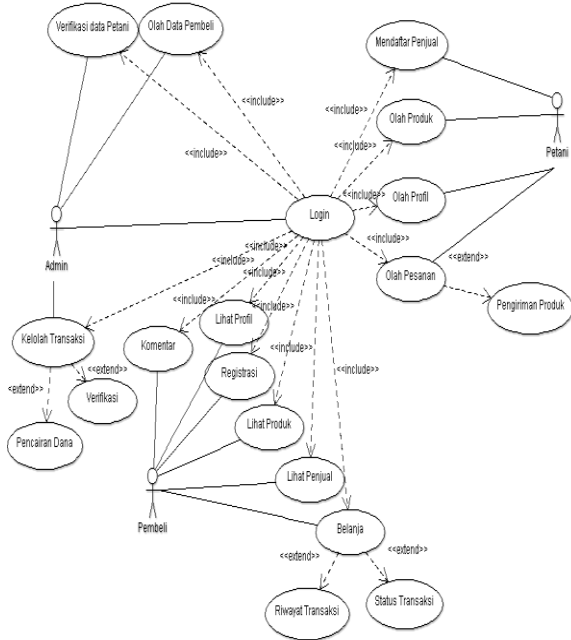 Verifikasi data Petani
Olah Data Pembeli
Mendaftar Penjual
<<include>>
<<include>>
Olah Produk
Petani
<<include>>
<<include>>
<<include>>
Olah Profil
Login
<<include>>
<<include>>
Admin
Olah Pesanan
<<extend>>
<<include>>
<<include>>
<<include>>
Pengiriman Produk
Lihat Profil
Kelolah Transaksi
Komentar
<<include>>
<<extend>>
Registrasi
<<include>>
<extend>>
Verifikasi
Lihat Produk
Pencairan Dana
Lihat Penjual
Pembeli
Belanja
<<extend>>
<<extend>>
Riwayat Transaksi
Status Transaksi